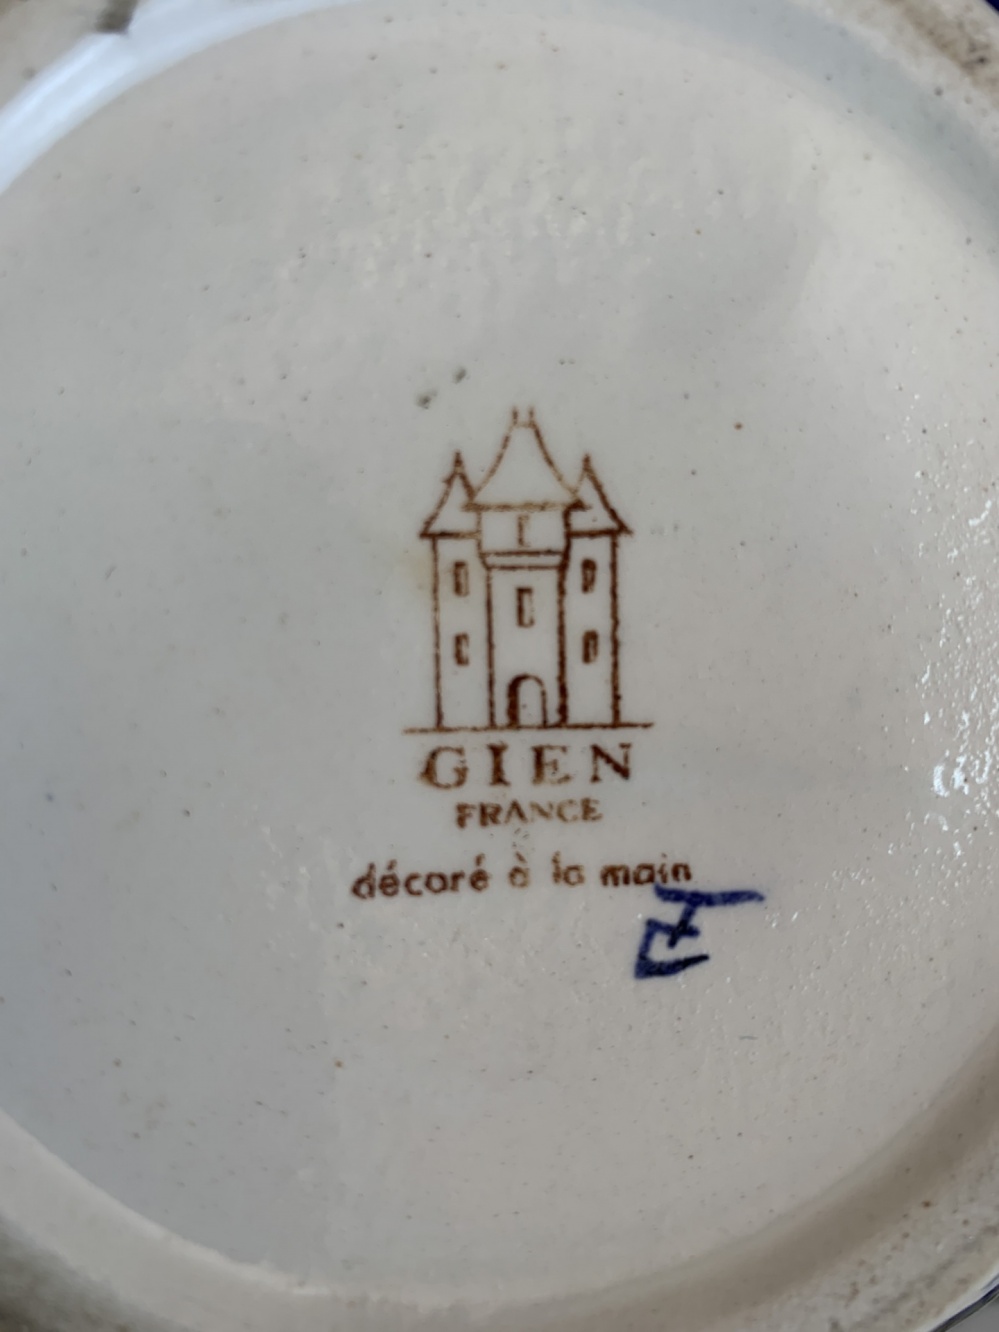 GIEN
FRANCE
décoré à la main